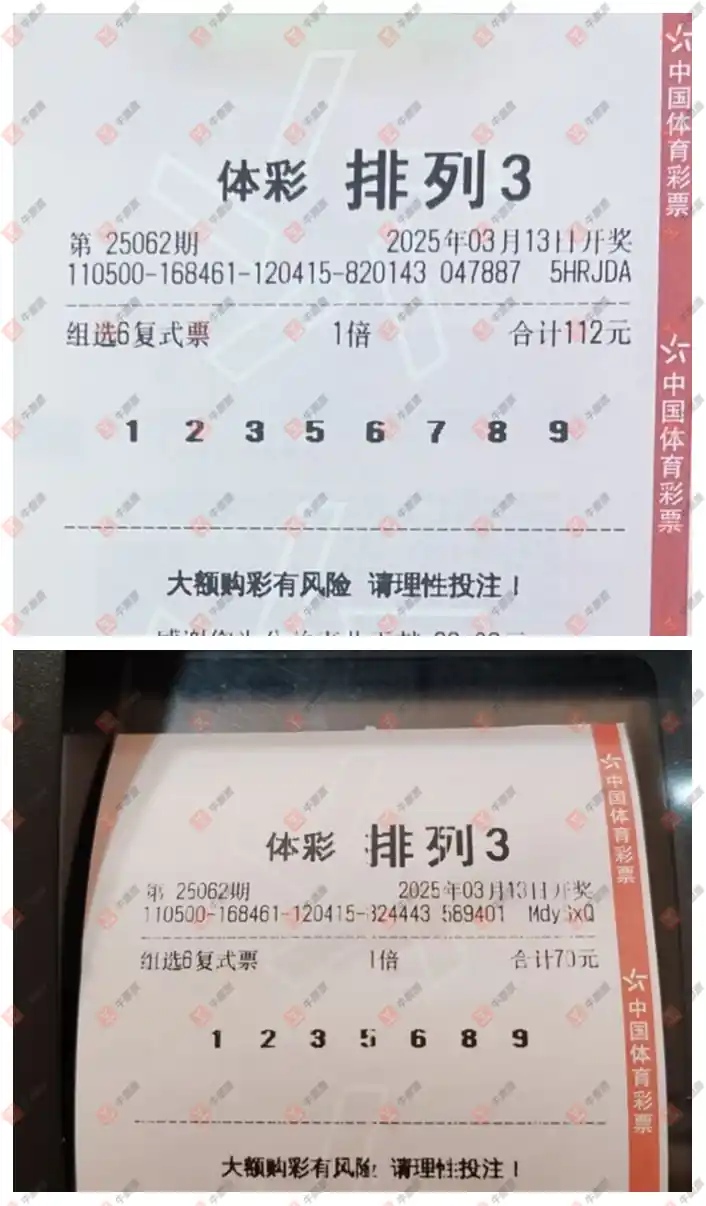 体彩 排列3
第 25062期 2025年03月13日开奖
110500-168461-120415-820143 047887 5HRJDA
组选6复式票 1倍 合计112元
1 2 3 5 6 7 8 9
大额购彩有风险 请理性投注！
中国体育彩票
中国体育彩票
体彩 排列3
第 25062期 2025年03月13日开奖
110500-168461-120415-824443 589401
组选6复式票 1倍 合计70元
1 2 3 5 6 8 9
大额购彩有风险 请理性投注！
中国体育彩票
中国体育彩票